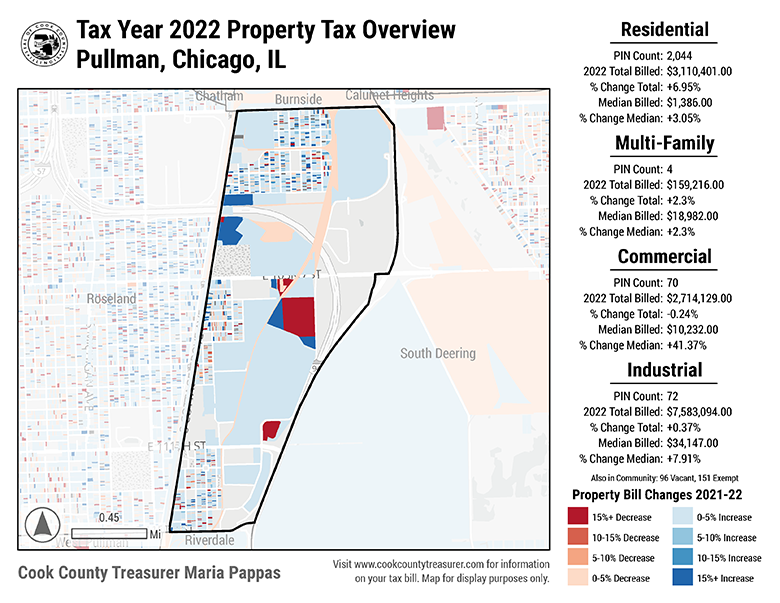 Tax Year 2022 Property Tax Overview
Pullman, Chicago, IL
Chatham
Burnside
Calumet Heights
57
Roseland
South Deering
E 115TH ST
0.45
Mi
Riverdale
West Pullman
Cook County Treasurer Maria Pappas
Visit www.cookcountytreasurer.com for information
on your tax bill. Map for display purposes only.
Residential
PIN Count: 2,044
2022 Total Billed: $3,110,401.00
% Change Total: +6.95%
Median Billed: $1,386.00
% Change Median: +3.05%
Multi-Family
PIN Count: 4
2022 Total Billed: $159,216.00
% Change Total: +2.3%
Median Billed: $18,982.00
% Change Median: +2.3%
Commercial
PIN Count: 70
2022 Total Billed: $2,714,129.00
% Change Total: -0.24%
Median Billed: $10,232.00
% Change Median: +41.37%
Industrial
PIN Count: 72
2022 Total Billed: $7,583,094.00
% Change Total: +0.37%
Median Billed: $34,147.00
% Change Median: +7.91%
Also in Community: 96 Vacant, 151 Exempt
Property Bill Changes 2021-22
15%+ Decrease
10-15% Decrease
5-10% Decrease
0-5% Decrease
0-5% Increase
5-10% Increase
10-15% Increase
15%+ Increase